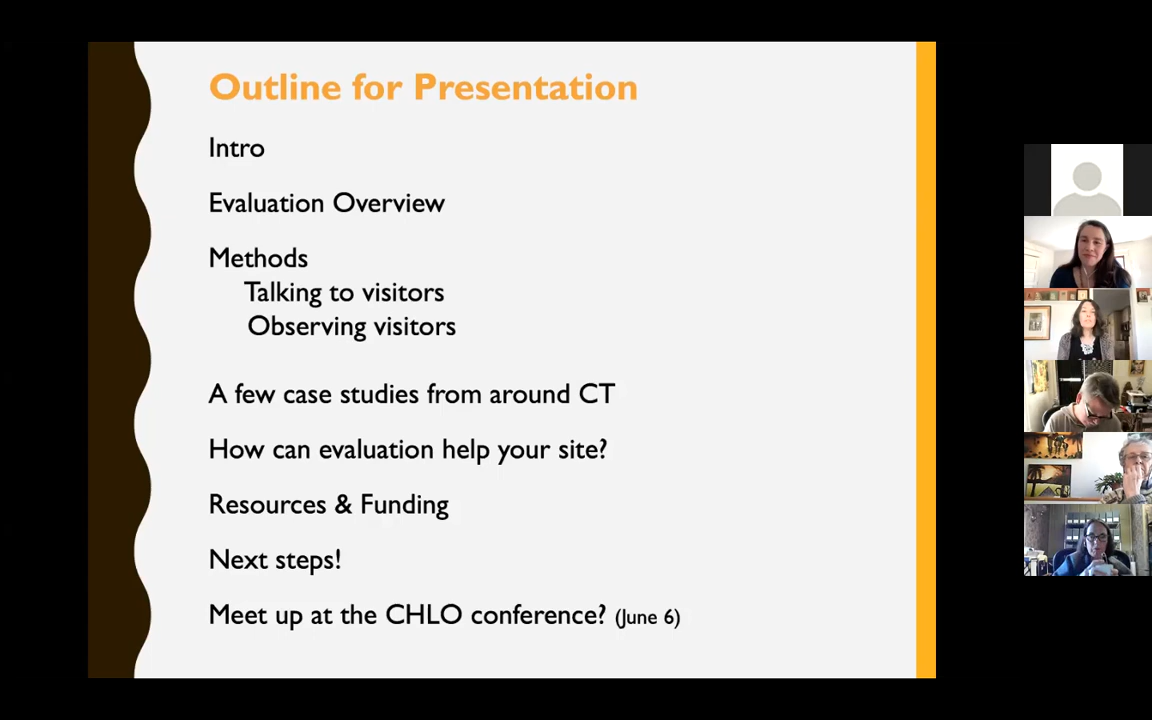 Outline for Presentation
Intro
Evaluation Overview
Methods
Talking to visitors
Observing visitors
A few case studies from around CT
How can evaluation help your site?
Resources & Funding
Next steps!
Meet up at the CHLO conference? (June 6)